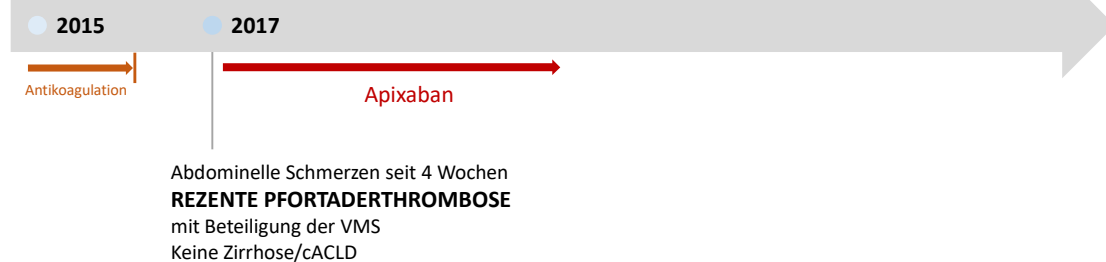 2015
2017
Antikoagulation
Apixaban
Abdominelle Schmerzen seit 4 Wochen
REZENTE PFORTADERTHROMBOSE
mit Beteiligung der VMS
Keine Zirrhose/cACLD